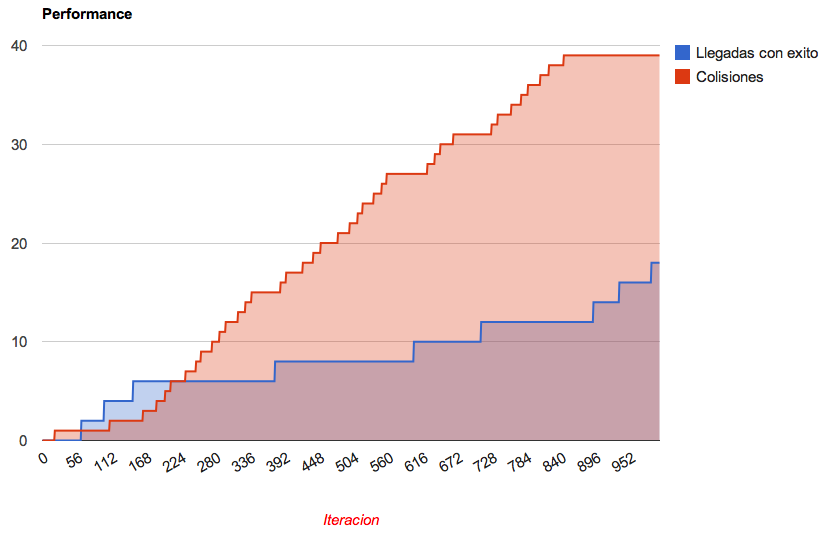 Performance
40
30
20
10
0
Llegadas con exito
Colisiones
0 56 112 168 224 280 336 392 448 504 560 616 672 728 784 840 896 952
Iteracion